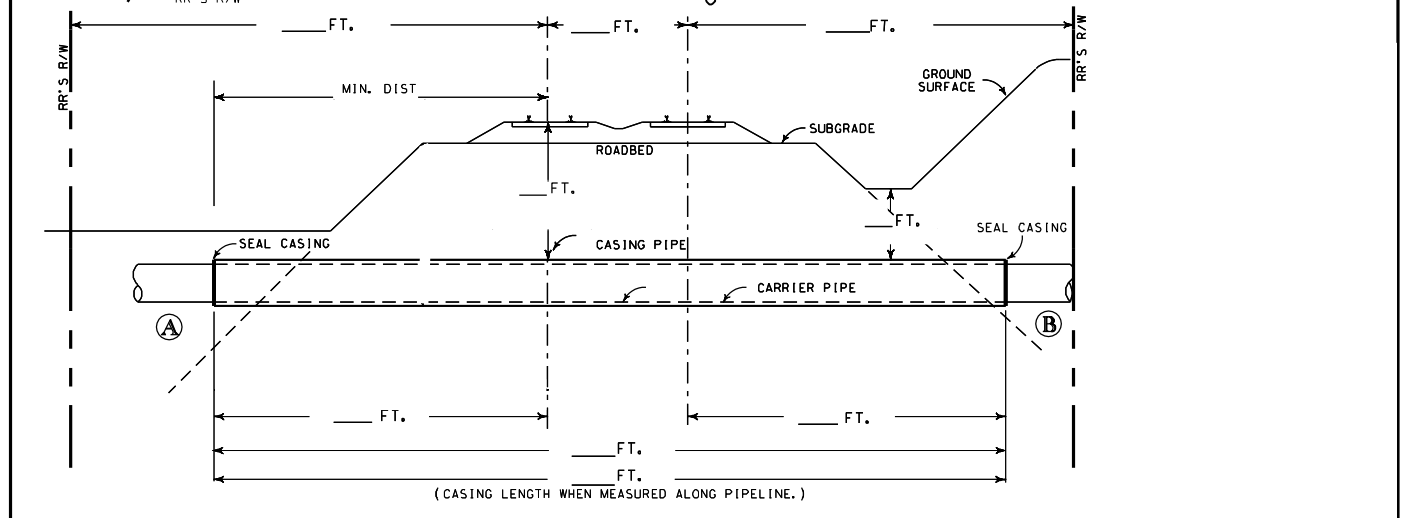 RR'S R/W
____FT. ____FT. ____FT.
RR'S R/W
RR'S R/W
MIN. DIST
GROUND
SURFACE
SUBGRADE
ROADBED
____FT.
____FT.
SEAL CASING
CASING PIPE
SEAL CASING
CARRIER PIPE
A
B
____ FT. ____ FT.
____FT.
____FT.
(CASING LENGTH WHEN MEASURED ALONG PIPELINE.)